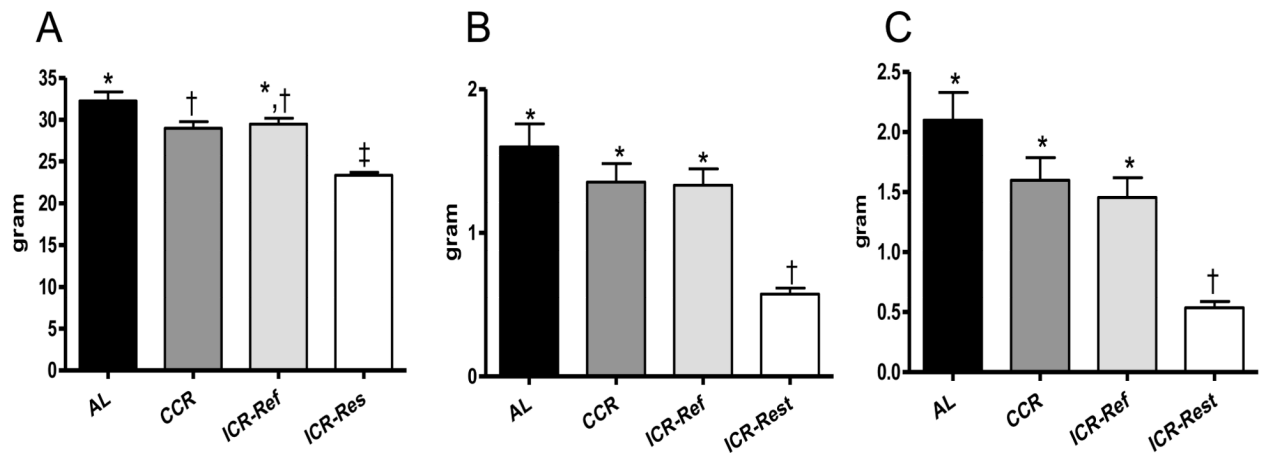 A
B
C
35
30
25
20
15
10
5
0
gram
*
†
*,†
‡
AL
CCR
ICR-Ref
ICR-Res
2
1
0
gram
*
*
*
†
AL
CCR
ICR-Ref
ICR-Rest
2.5
2.0
1.5
1.0
0.5
0.0
gram
*
*
*
†
AL
CCR
ICR-Ref
ICR-Rest